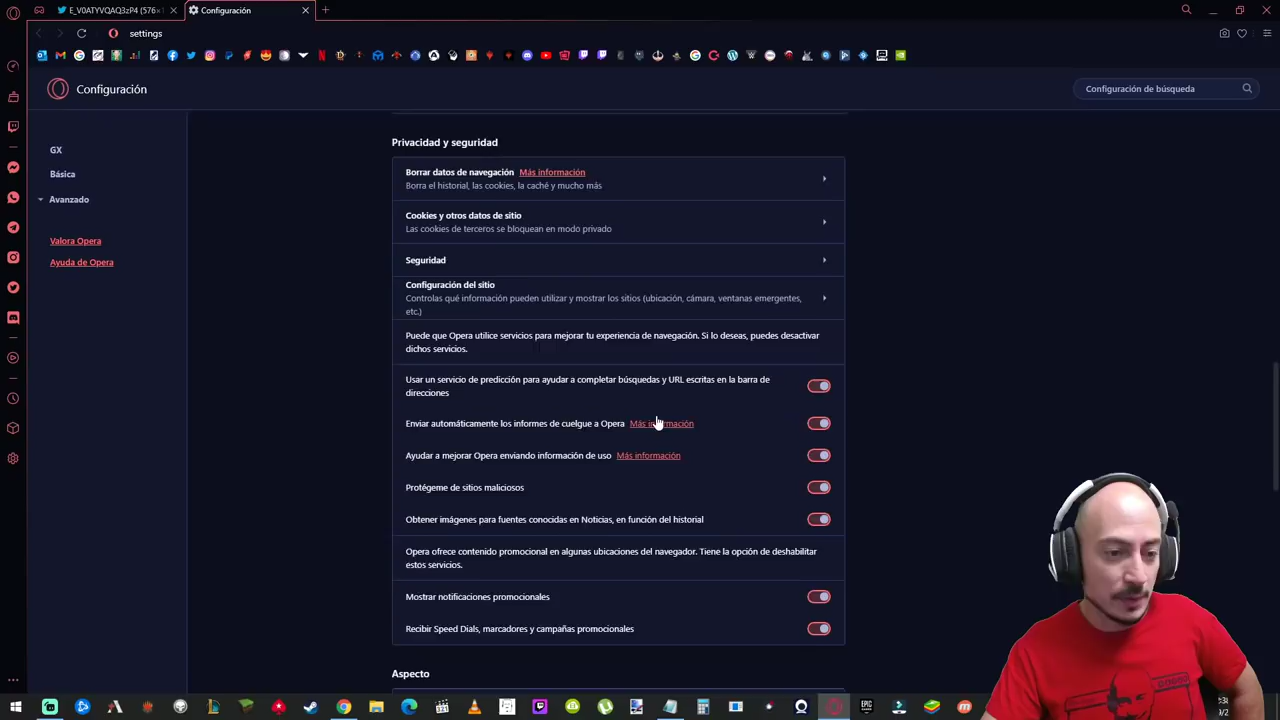 E_V0ATYVQAQ3zP4 (576×1
Configuración
settings
Configuración
Configuración de búsqueda
GX
Básica
Avanzado
Valora Opera
Ayuda de Opera
Privacidad y seguridad
Borrar datos de navegación Más información
Borra el historial, las cookies, la caché y mucho más
Cookies y otros datos de sitio
Las cookies de terceros se bloquean en modo privado
Seguridad
Configuración del sitio
Controlas qué información pueden utilizar y mostrar los sitios (ubicación, cámara, ventanas emergentes,
etc.)
Puede que Opera utilice servicios para mejorar tu experiencia de navegación. Si lo deseas, puedes desactivar
dichos servicios.
Usar un servicio de predicción para ayudar a completar búsquedas y URL escritas en la barra de
direcciones
Enviar automáticamente los informes de cuelgue a Opera Más información
Ayudar a mejorar Opera enviando información de uso Más información
Protégeme de sitios maliciosos
Obtener imágenes para fuentes conocidas en Noticias, en función del historial
Opera ofrece contenido promocional en algunas ubicaciones del navegador. Tiene la opción de deshabilitar
estos servicios.
Mostrar notificaciones promocionales
Recibir Speed Dials, marcadores y campañas promocionales
Aspecto